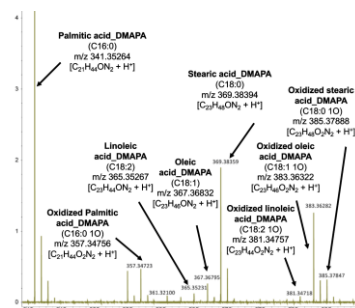 4
3
2
1
0
Palmitic acid_DMAPA
(C16:0)
m/z 341.35264
[C21H44ON2 + H+]
Stearic acid_DMAPA
(C18:0)
m/z 369.38394
[C23H48ON2 + H+]
Oxidized stearic
acid_DMAPA
(C18:0 1O)
m/z 385.37888
[C23H48O2N2 + H+]
Linoleic
acid_DMAPA
(C18:2)
m/z 365.35267
[C23H44ON2 + H+]
Oleic
acid_DMAPA
(C18:1)
m/z 367.36832
[C23H46ON2 + H+]
Oxidized oleic
acid_DMAPA
(C18:1 1O)
m/z 383.36322
[C23H46O2N2 + H+]
Oxidized Palmitic
acid_DMAPA
(C16:0 1O)
m/z 357.34756
[C21H44O2N2 + H+]
Oxidized linoleic
acid_DMAPA
(C18:2 1O)
m/z 381.34757
[C23H44O2N2 + H+]
369.38359
383.36282
357.34723
361.32100
365.35231
367.36795
381.34718
385.37847